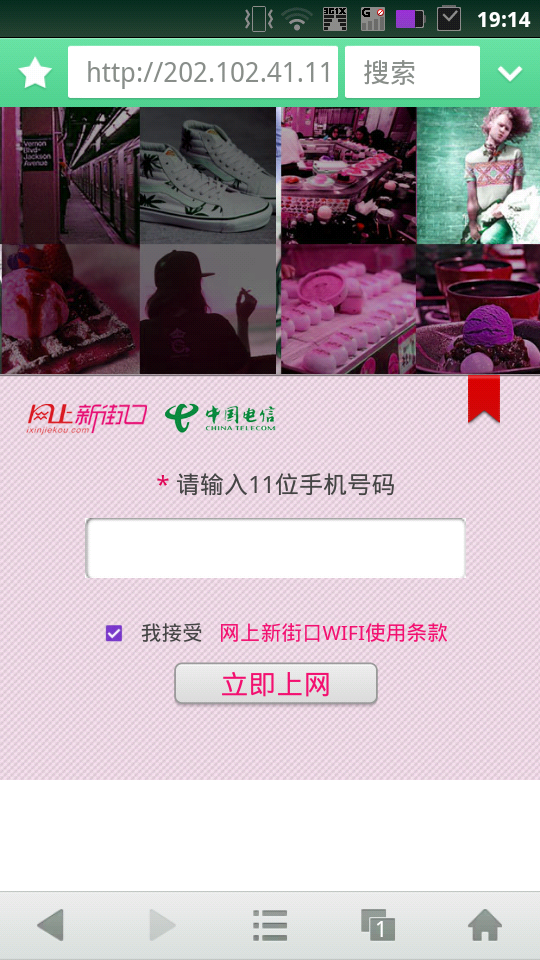 3G1X
G
19:14
http://202.102.41.11
搜索
Vernon
Blvd-
Jackson
Avenue
网上新街口
ixinjiekou.com
中国电信
CHINA TELECOM
* 请输入11位手机号码
我接受 网上新街口WIFI使用条款
立即上网
1